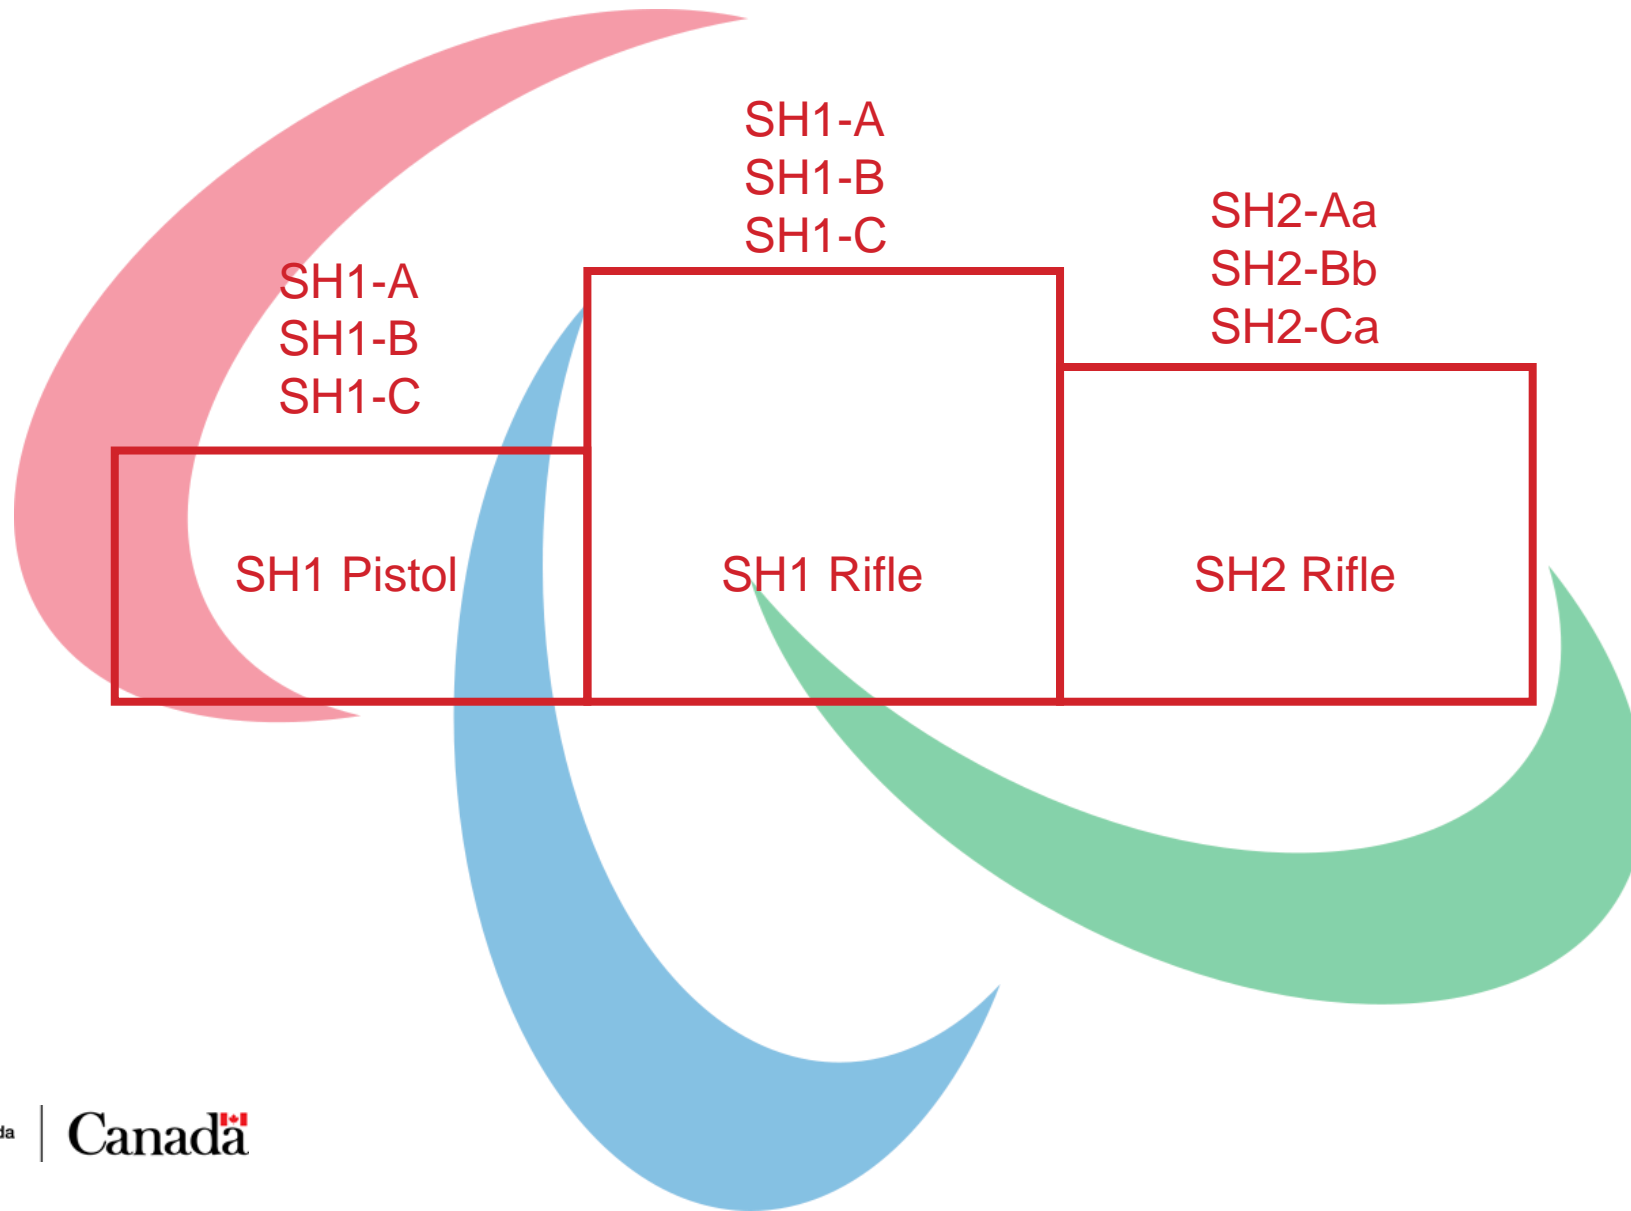 SH1-A
SH1-B
SH1-C
SH1-A
SH1-B
SH1-C
SH2-Aa
SH2-Bb
SH2-Ca
SH1 Pistol
SH1 Rifle
SH2 Rifle
Canada